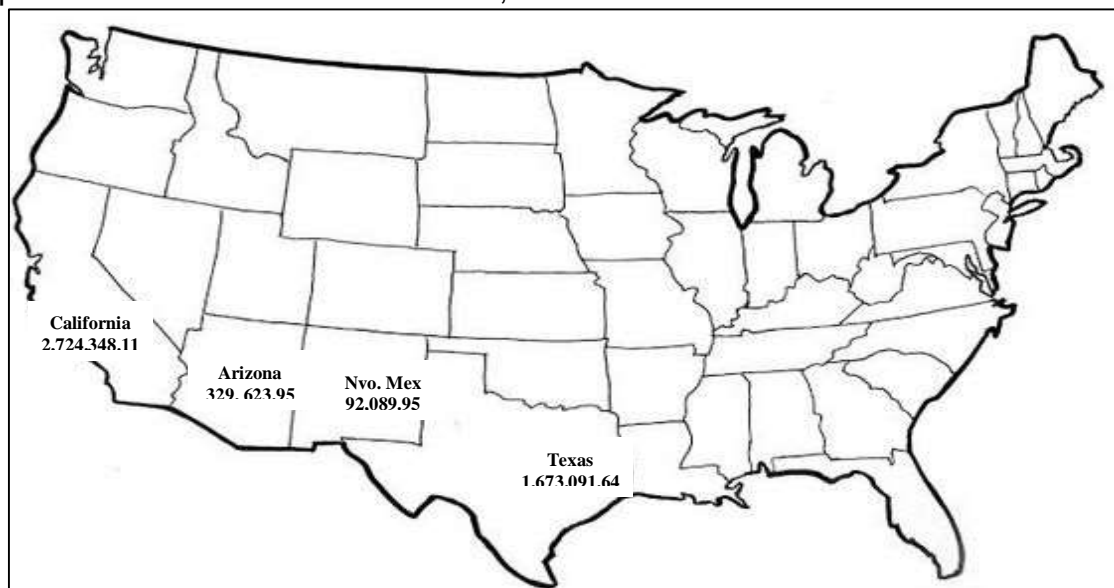 California
2,724,348.11
Arizona
329, 623.95
Nvo. Mex
92,089.95
Texas
1,673,091.64